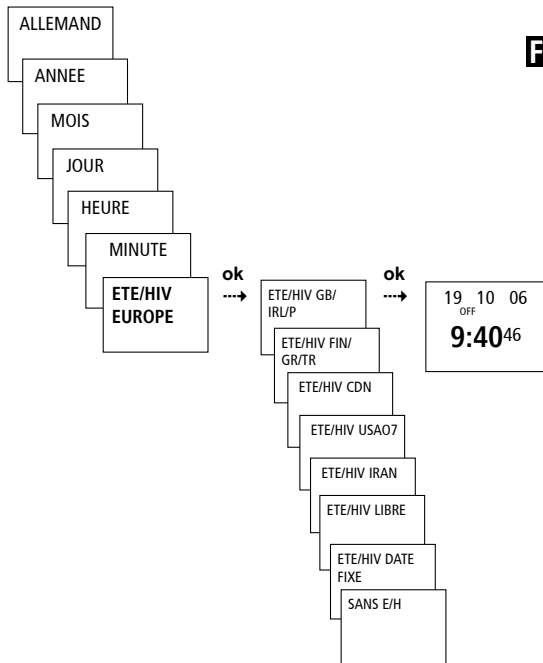 ALLEMAND
F
ANNEE
MOIS
JOUR
HEURE
MINUTE
ETE/HIV
EUROPE
ok
ETE/HIV GB/
IRL/P
ETE/HIV FIN/
GR/TR
ETE/HIV CDN
ETE/HIV USA07
ETE/HIV IRAN
ETE/HIV LIBRE
ETE/HIV DATE
FIXE
SANS E/H
ok
19 10 06
OFF
9:40 46